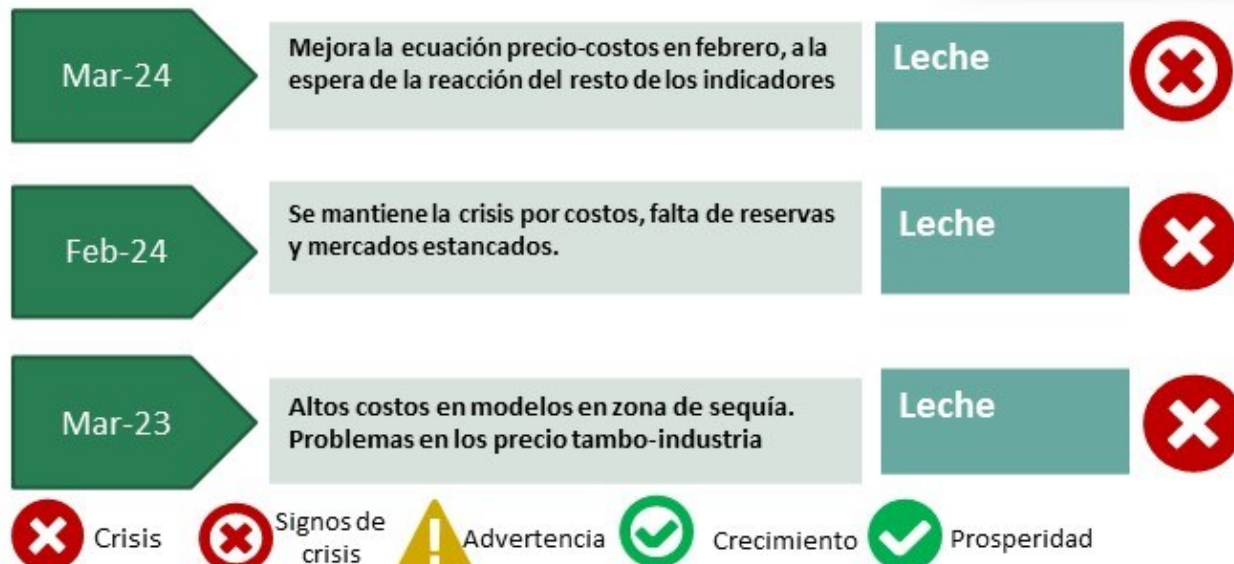 Mar-24
Mejora la ecuación precio-costos en febrero, a la
espera de la reacción del resto de los indicadores
Leche
Feb-24
Se mantiene la crisis por costos, falta de reservas
y mercados estancados.
Leche
Mar-23
Altos costos en modelos en zona de sequía.
Problemas en los precio tambo-industria
Leche
Crisis
Signos de
crisis
Advertencia
Crecimiento
Prosperidad